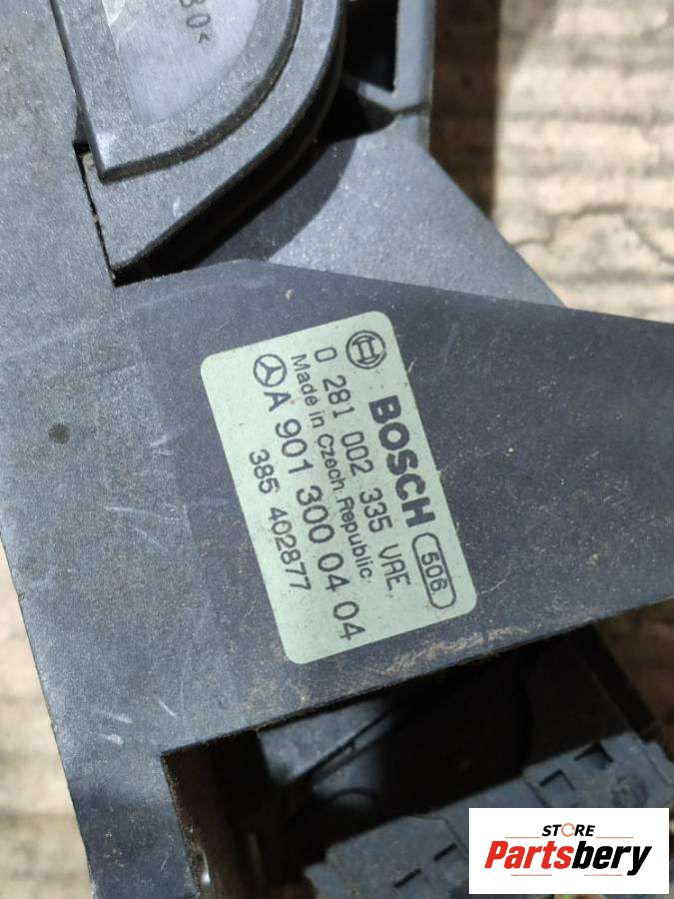 30<
BOSCH 506
0 281 002 335 VAE
Made in Czech. Republic.
A 901 300 04 04
385 402877
STORE
Partsbery